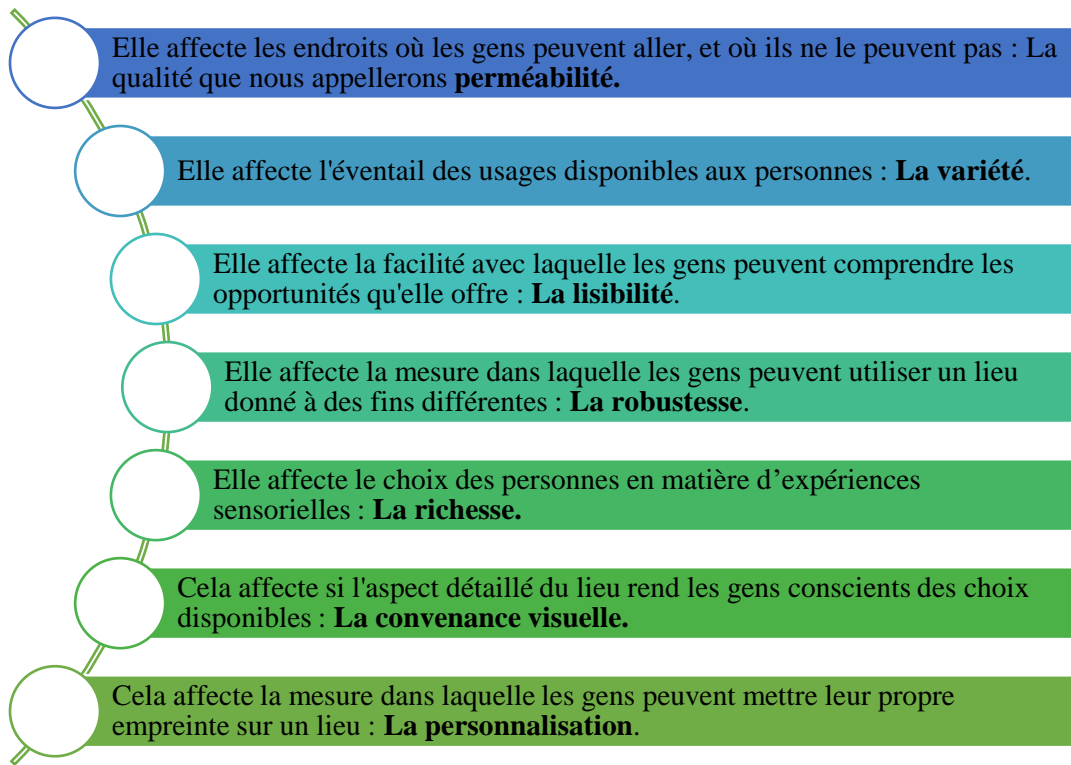 Elle affecte les endroits où les gens peuvent aller, et où ils ne le peuvent pas : La
qualité que nous appellerons perméabilité.
Elle affecte l'éventail des usages disponibles aux personnes : La variété.
Elle affecte la facilité avec laquelle les gens peuvent comprendre les
opportunités qu'elle offre : La lisibilité.
Elle affecte la mesure dans laquelle les gens peuvent utiliser un lieu
donné à des fins différentes : La robustesse.
Elle affecte le choix des personnes en matière d’expériences
sensorielles : La richesse.
Cela affecte si l'aspect détaillé du lieu rend les gens conscients des choix
disponibles : La convenance visuelle.
Cela affecte la mesure dans laquelle les gens peuvent mettre leur propre
empreinte sur un lieu : La personnalisation.